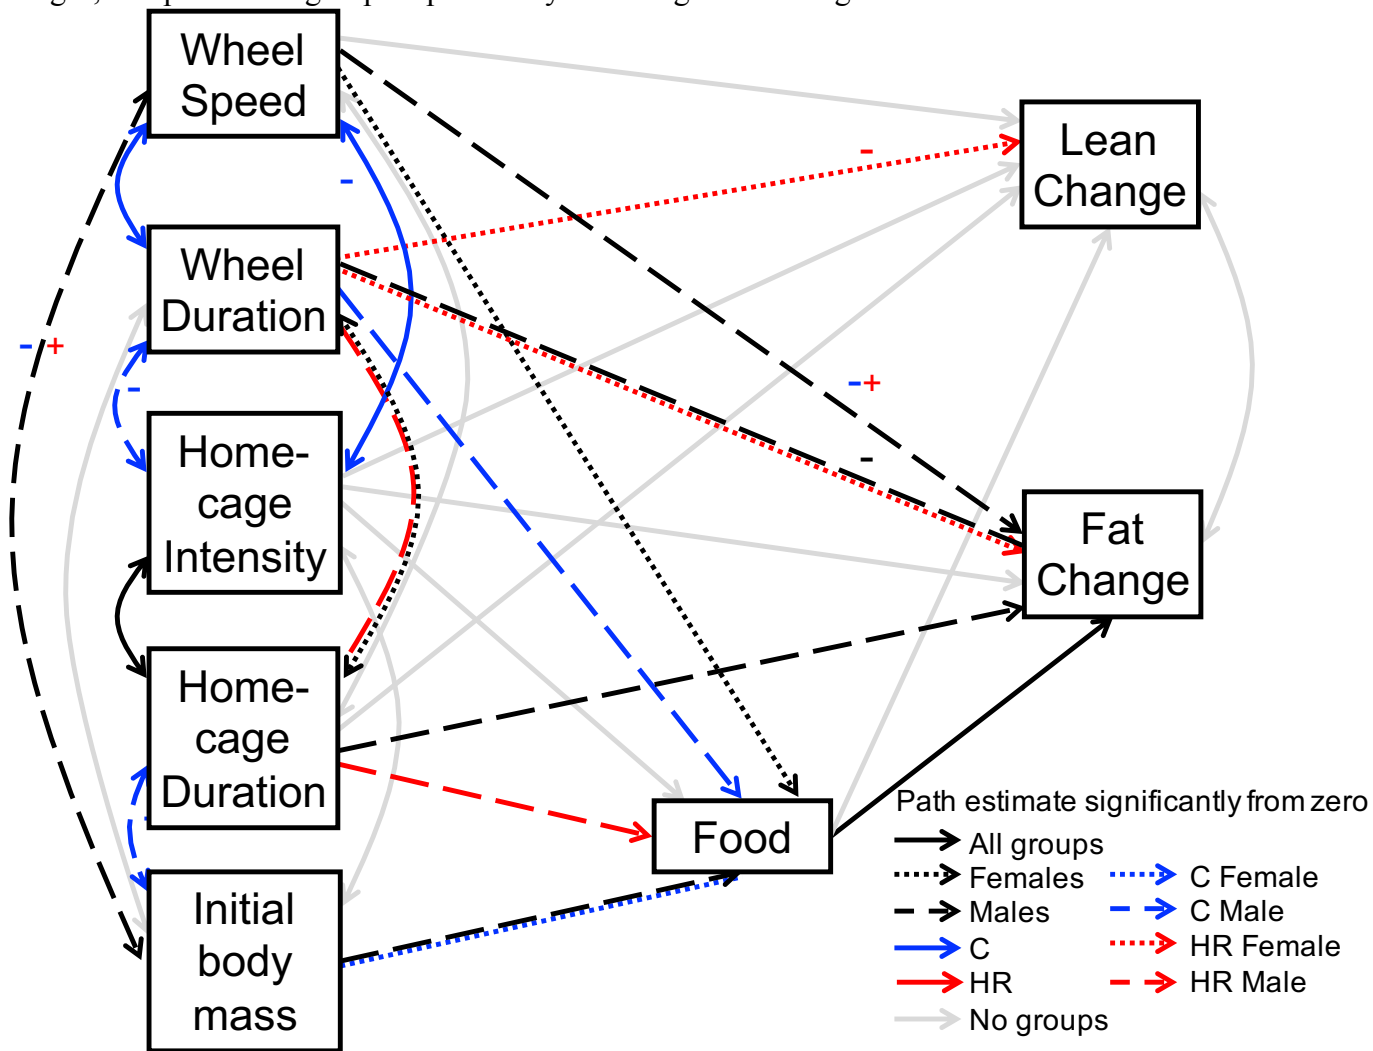 Wheel
Speed
Lean
Change
Wheel
Duration
Home-
cage
Intensity
Fat
Change
Home-
cage
Duration
Food
Initial
body
mass
-
-
- +
-
- +
-
Path estimate significantly from zero
All groups
Females
Males
C
HR
No groups
C Female
C Male
HR Female
HR Male